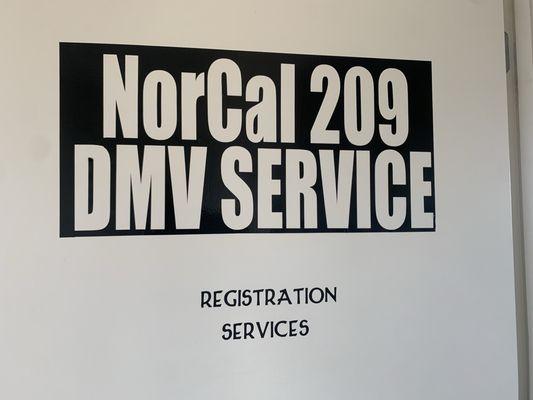 NorCal 209
DMV SERVICE
REGISTRATION
SERVICES